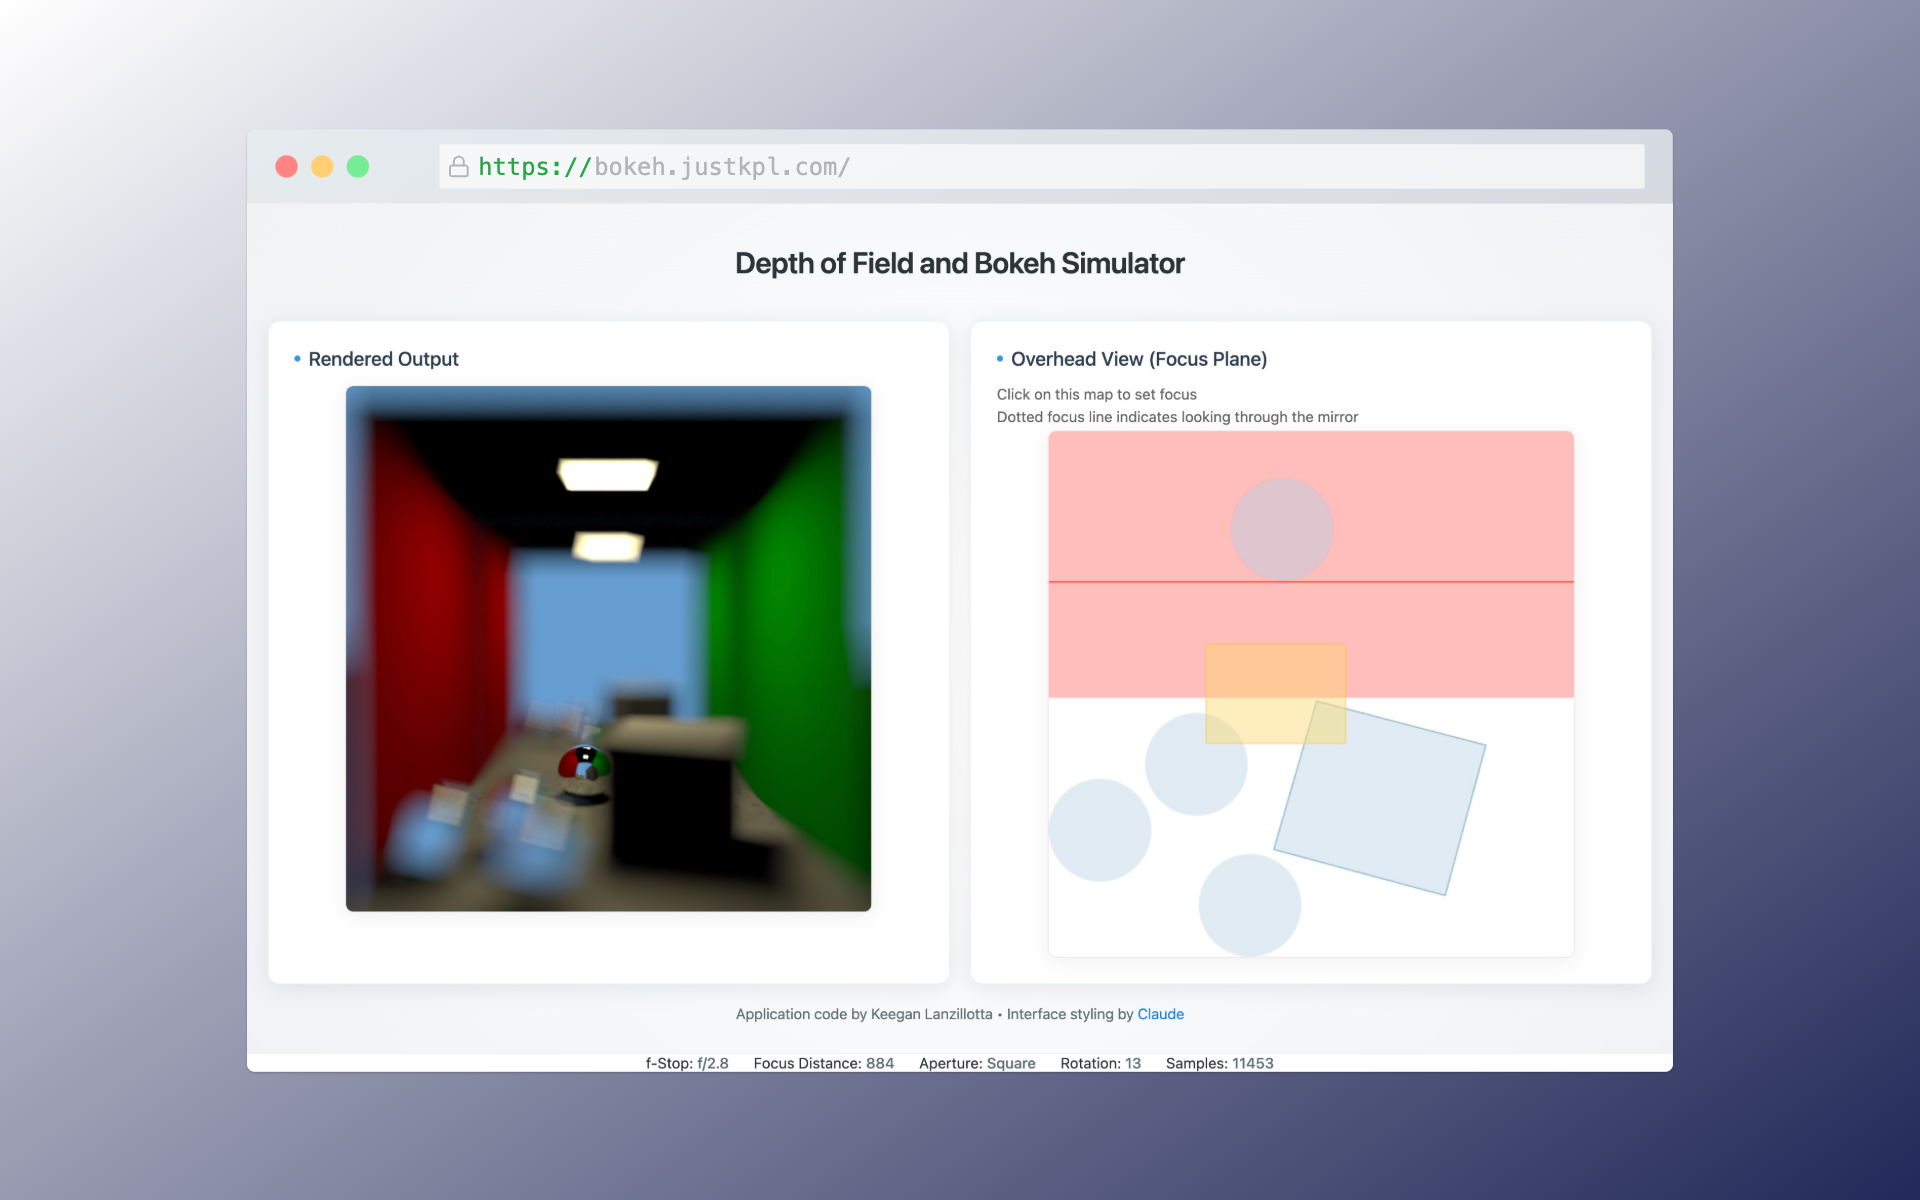 https://bokeh.justkpl.com/
Depth of Field and Bokeh Simulator
• Rendered Output
• Overhead View (Focus Plane)
Click on this map to set focus
Dotted focus line indicates looking through the mirror
Application code by Keegan Lanzillotta • Interface styling by Claude
f-Stop: f/2.8 Focus Distance: 884 Aperture: Square Rotation: 13 Samples: 11453